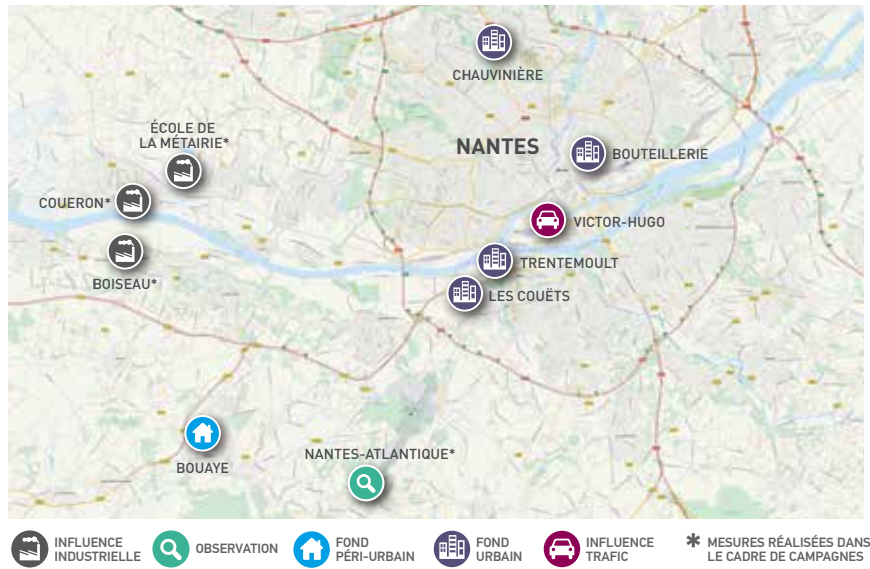 CHAUVINIÈRE
ÉCOLE DE
LA MÉTAIRIE*
NANTES
BOUTEILLERIE
COUERON*
VICTOR-HUGO
BOISEAU*
TRENTEMOULT
LES COUËTS
BOUAYE
NANTES-ATLANTIQUE*
INFLUENCE
INDUSTRIELLE
OBSERVATION
FOND
PÉRI-URBAIN
FOND
URBAIN
INFLUENCE
TRAFIC
* MESURES RÉALISÉES DANS
LE CADRE DE CAMPAGNES